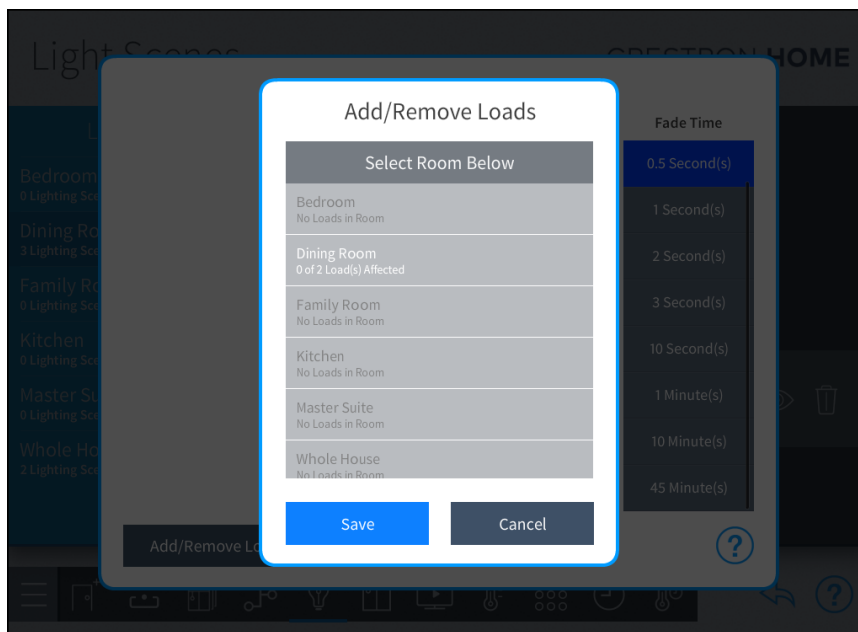 Light Scenes
CRESTRON HOME
Add/Remove Loads
Fade Time
Select Room Below
0.5 Second(s)
Bedroom
0 Lighting Sce
Bedroom
No Loads in Room
1 Second(s)
Dining Ro
3 Lighting Sce
Dining Room
0 of 2 Load(s) Affected
2 Second(s)
Family Ro
0 Lighting Sce
Family Room
No Loads in Room
3 Second(s)
Kitchen
0 Lighting Sce
Kitchen
No Loads in Room
10 Second(s)
Master Su
0 Lighting Sce
Master Suite
No Loads in Room
1 Minute(s)
Whole Ho
2 Lighting Sce
Whole House
No Loads in Room
10 Minute(s)
45 Minute(s)
Save
Cancel
Add/Remove Lo
?
?